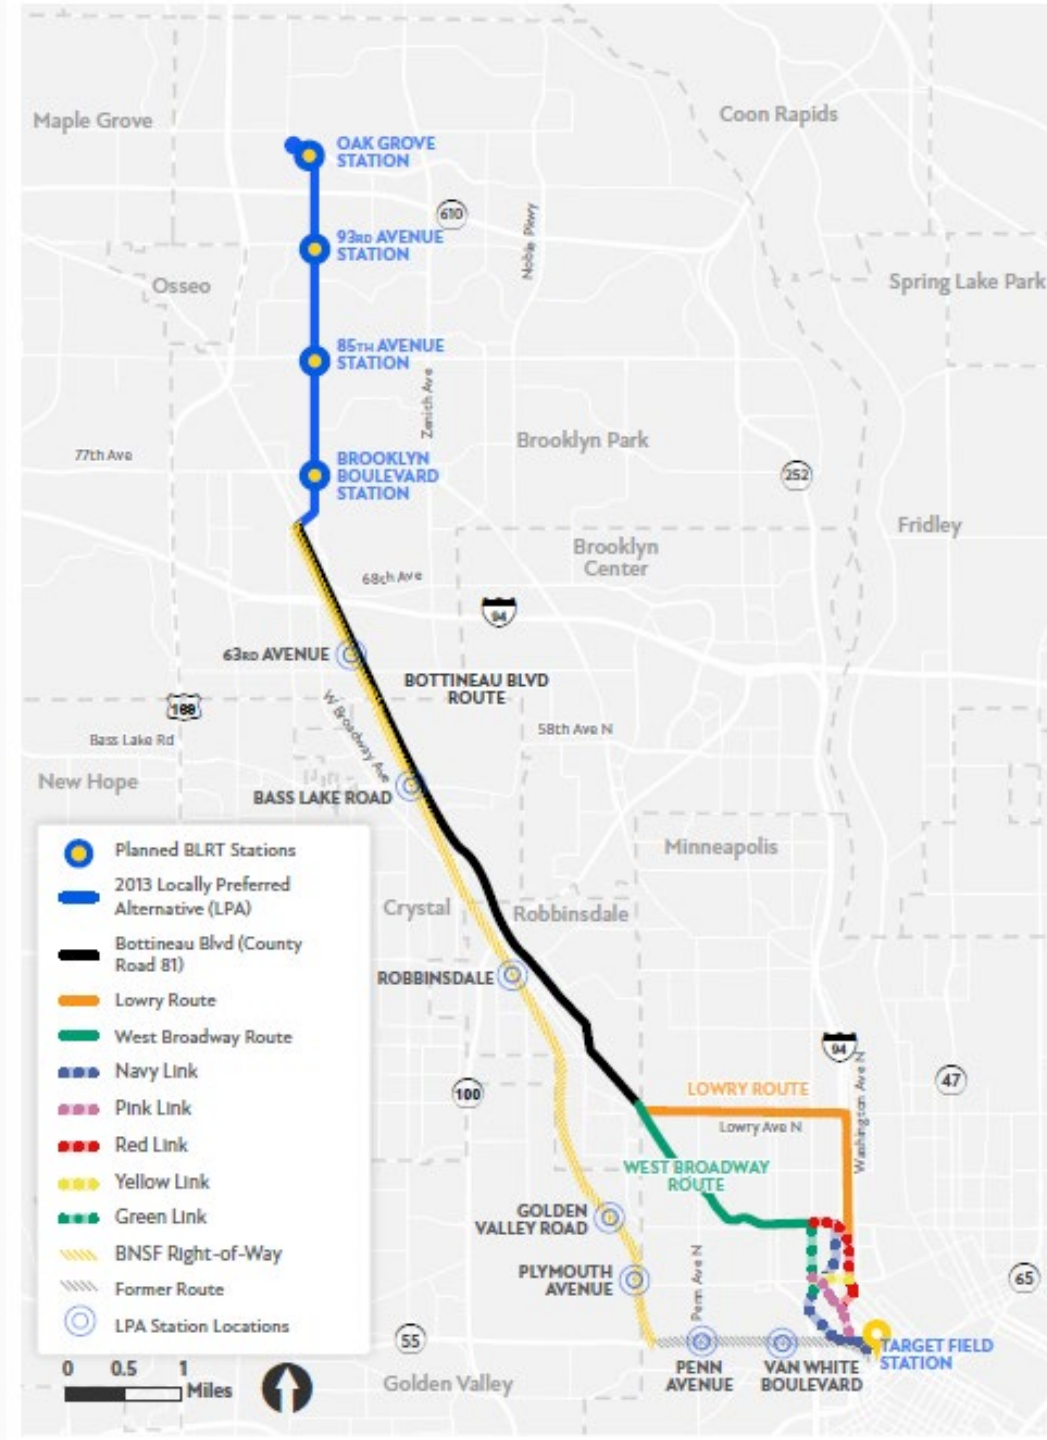 Maple Grove
Coon Rapids
OAK GROVE
STATION
610
93RD AVENUE
STATION
Noble Pkwy
Osseo
Spring Lake Park
85TH AVENUE
STATION
Zenith Ave
Brooklyn Park
77th Ave
BROOKLYN
BOULEVARD
STATION
252
Fridley
Brooklyn
Center
68th Ave
94
63RD AVENUE
BOTTINEAU BLVD
ROUTE
W Broadway Ave
58th Ave N
Bass Lake Rd
New Hope
BASS LAKE ROAD
Minneapolis
Crystal
Robbinsdale
ROBBINSDALE
94
Washington Ave N
47
100
LOWRY ROUTE
Lowry Ave N
WEST BROADWAY
ROUTE
GOLDEN
VALLEY ROAD
PLYMOUTH
AVENUE
Penn Ave N
65
55
TARGET FIELD
STATION
PENN
AVENUE
VAN WHITE
BOULEVARD
Golden Valley
Planned BLRT Stations
2013 Locally Preferred
Alternative (LPA)
Bottineau Blvd (County
Road 81)
Lowry Route
West Broadway Route
Navy Link
Pink Link
Red Link
Yellow Link
Green Link
BNSF Right-of-Way
Former Route
LPA Station Locations
0 0.5 1
Miles